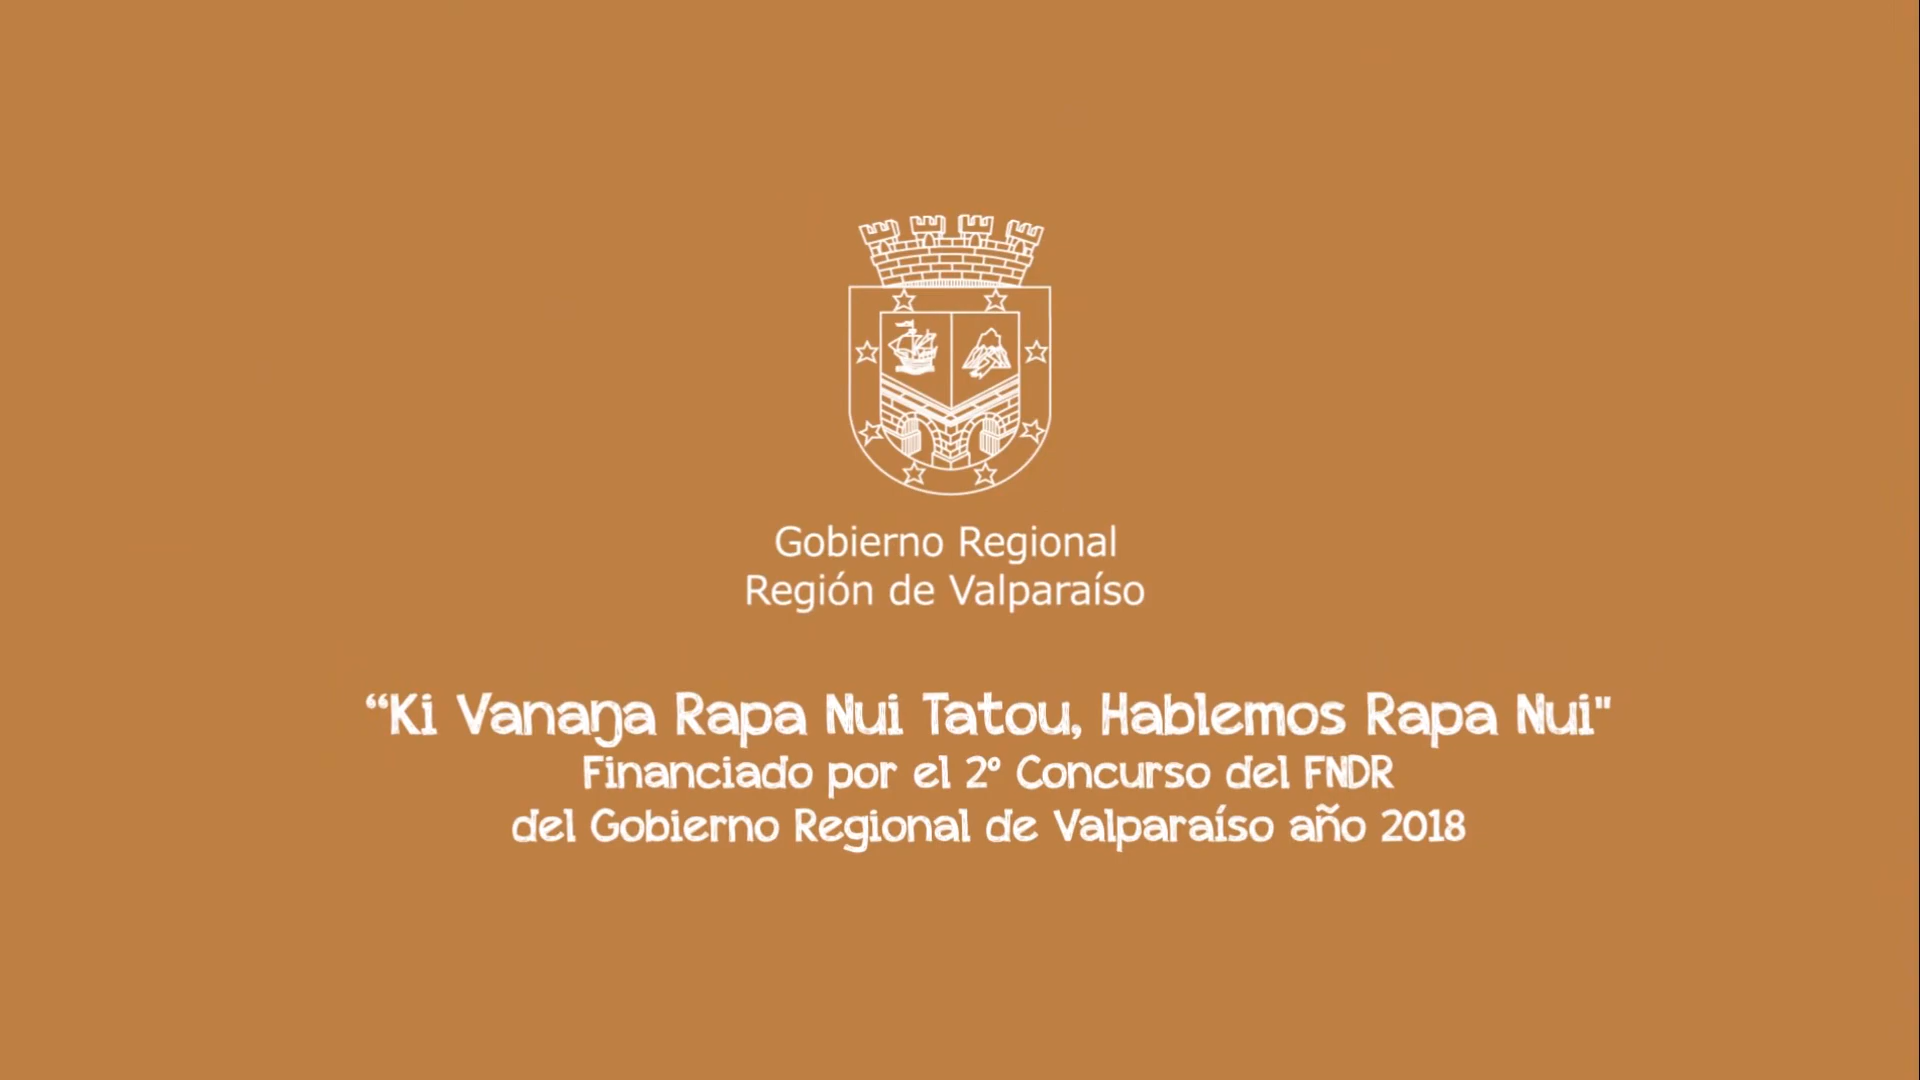 Gobierno Regional
Región de Valparaíso
“Ki Vanaŋa Rapa Nui Tatou, Hablemos Rapa Nui"
Financiado por el 2° Concurso del FNDR
del Gobierno Regional de Valparaíso año 2018